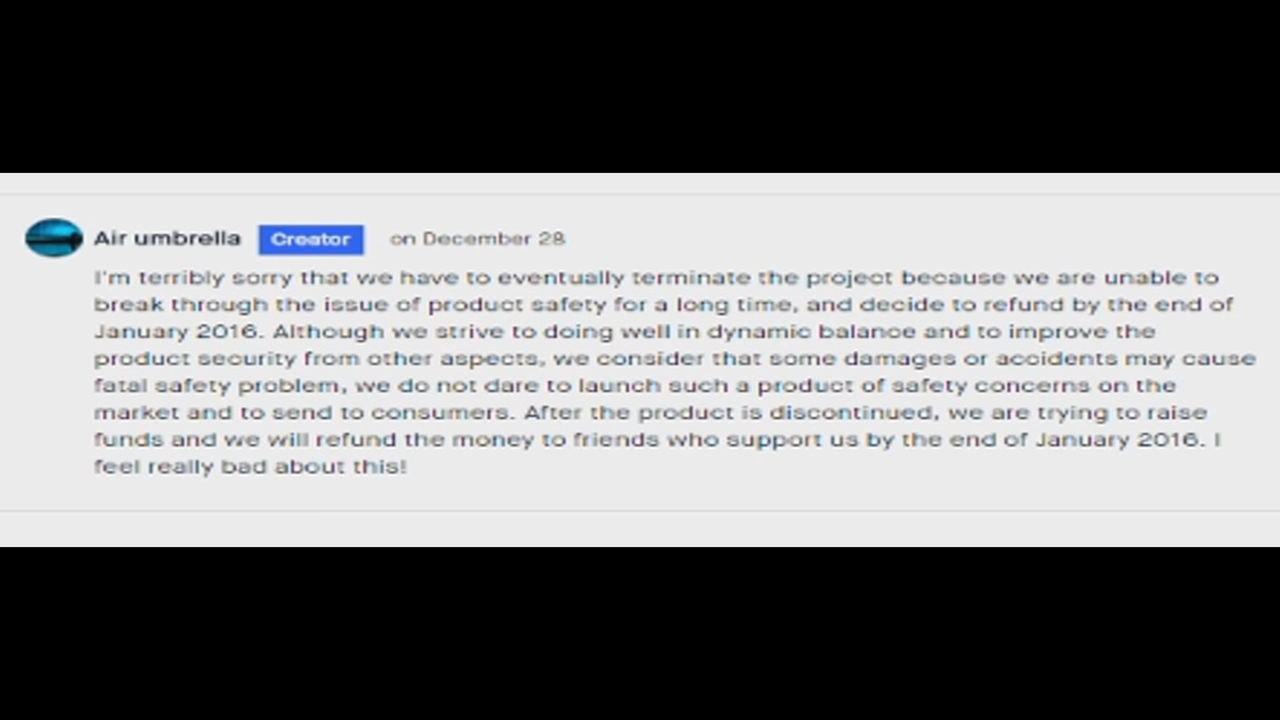 Air umbrella Creator on December 28
I'm terribly sorry that we have to eventually terminate the project because we are unable to
break through the issue of product safety for a long time, and decide to refund by the end of
January 2016. Although we strive to doing well in dynamic balance and to improve the
product security from other aspects, we consider that some damages or accidents may cause
fatal safety problem, we do not dare to launch such a product of safety concerns on the
market and to send to consumers. After the product is discontinued, we are trying to raise
funds and we will refund the money to friends who support us by the end of January 2016. I
feel really bad about this!